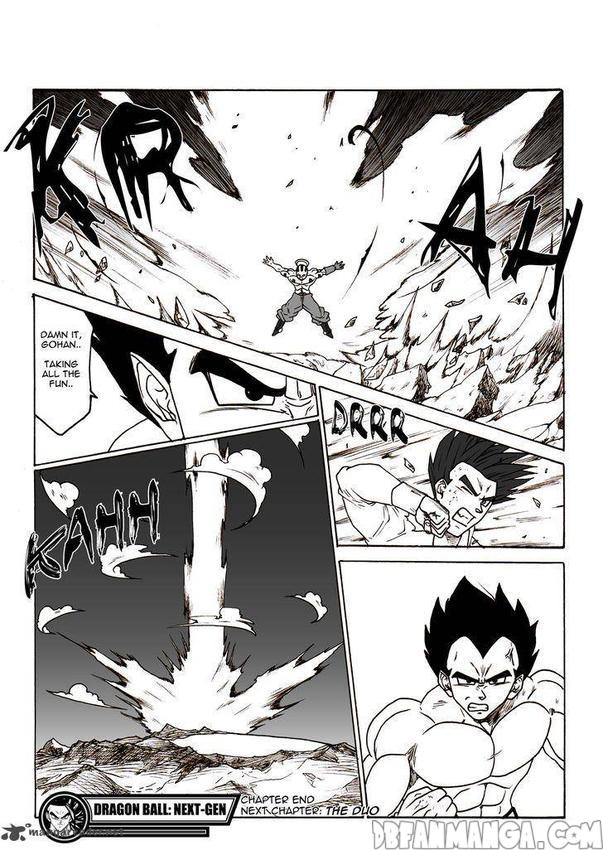 KR
AH
DAMN IT,
GOHAN..
TAKING
ALL THE
FUN..
DRRR
KAHH
DRAGON BALL: NEXT-GEN
CHAPTER END
NEXT CHAPTER: THE DUO
DBFANMANGA.COM